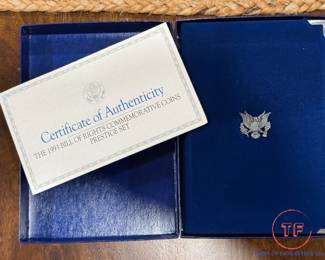 Certificate of Authenticity
THE 1993 BILL OF RIGHTS COMMEMORATIVE COINS
PRESTIGE SET
TF